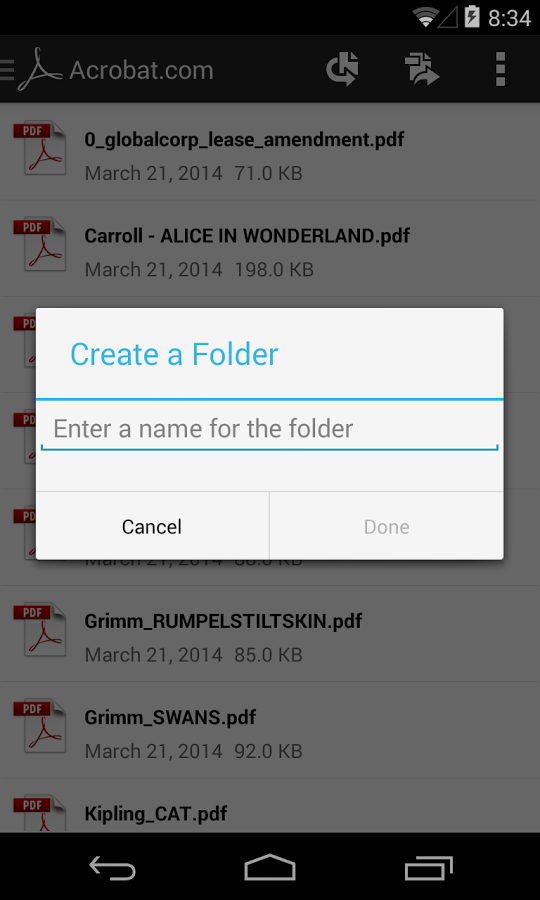 8:34
Acrobat.com
PDF
0_globalcorp_lease_amendment.pdf
March 21, 2014 71.0 KB
PDF
Carroll - ALICE IN WONDERLAND.pdf
March 21, 2014 198.0 KB
PDF
Create a Folder
PDF
Enter a name for the folder
PDF
Cancel
Done
March 21, 2014 88.0 KB
PDF
Grimm_RUMPELSTILTSKIN.pdf
March 21, 2014 85.0 KB
PDF
Grimm_SWANS.pdf
March 21, 2014 92.0 KB
PDF
Kipling_CAT.pdf